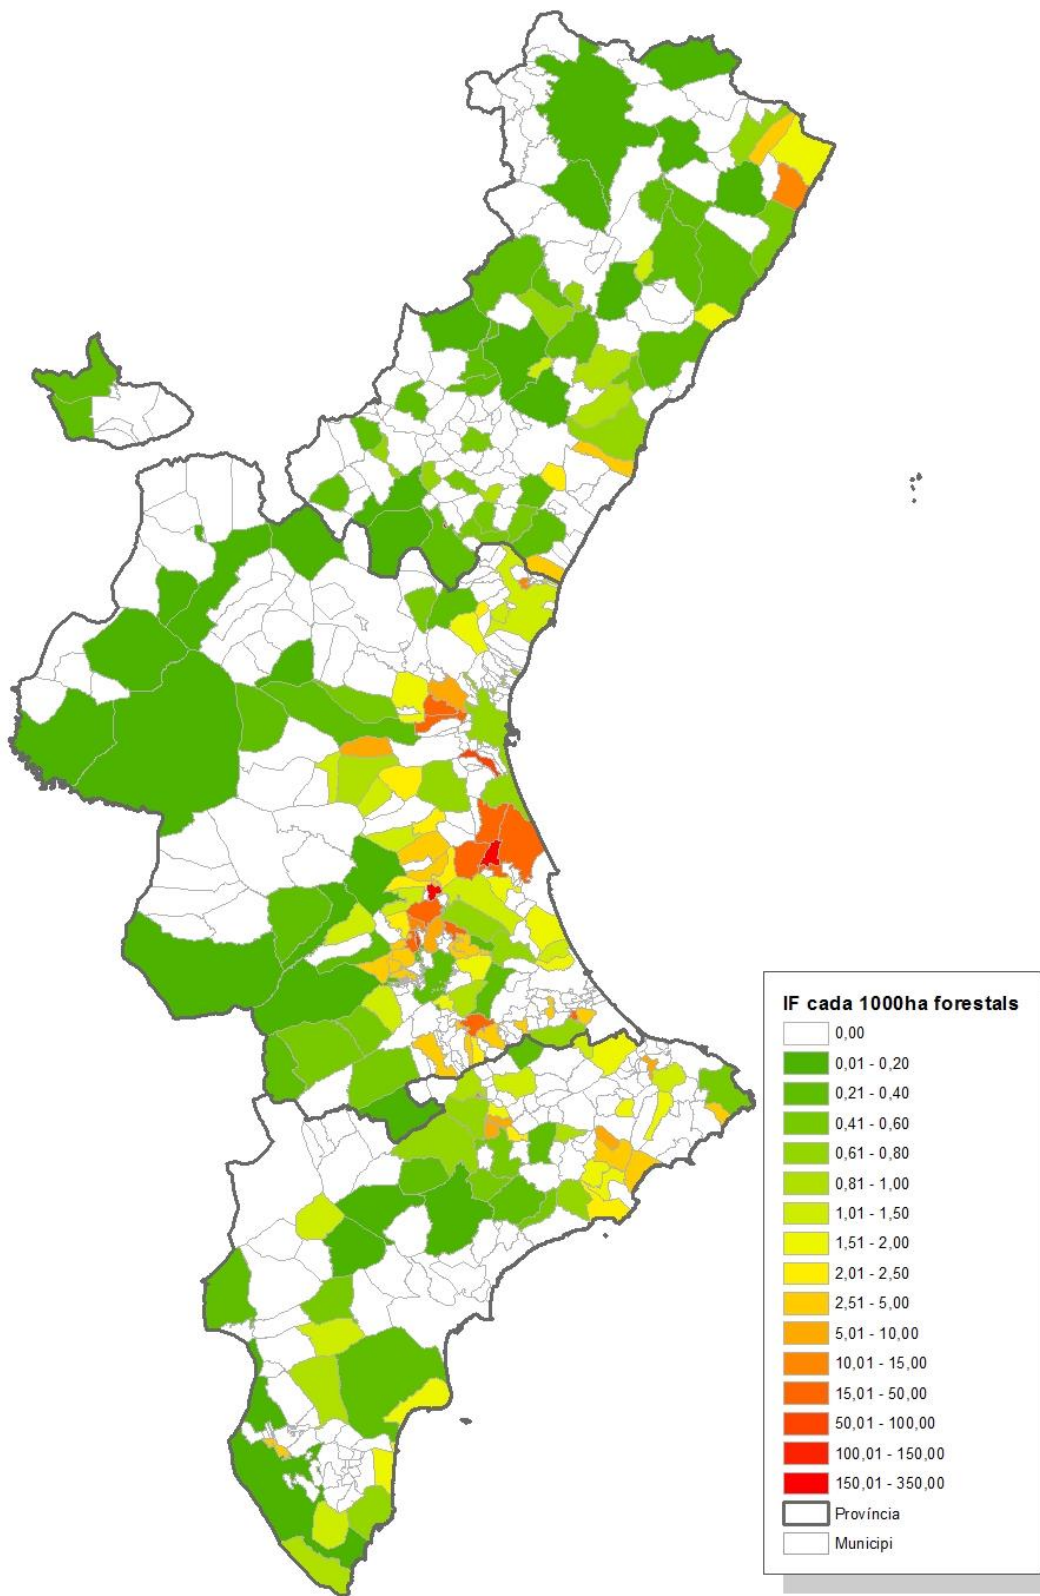 IF cada 1000ha forestals
0,00
0,01 - 0,20
0,21 - 0,40
0,41 - 0,60
0,61 - 0,80
0,81 - 1,00
1,01 - 1,50
1,51 - 2,00
2,01 - 2,50
2,51 - 5,00
5,01 - 10,00
10,01 - 15,00
15,01 - 50,00
50,01 - 100,00
100,01 - 150,00
150,01 - 350,00
Província
Municipi